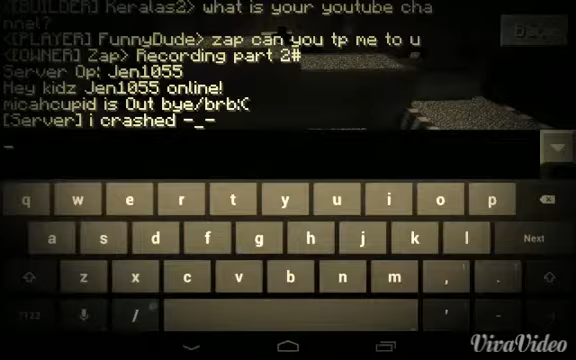 [BUILDER] Keralas2> what is your youtube cha
nnel?
<[PLAYER] FunnyDude> zap can you tp me to u
<[OWNER] Zap> Recording part 2#
Server Op: Jen1055
Hey kidz Jen1055 online!
micahcupid is Out bye/brb:(
[Server] i crashed -_-
q w e r t y u i o p
a s d f g h j k l Next
z x c v b n m , .
?123 / ' -
VivaVideo